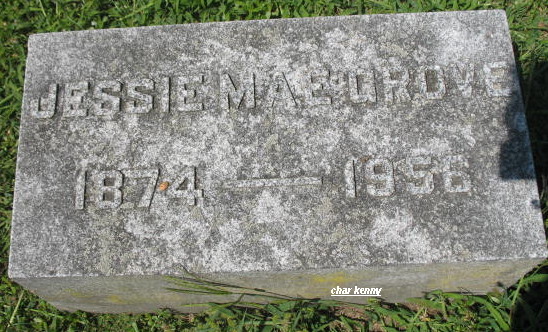 JESSIE MAE GROVE
1874 — 1956
char kenny